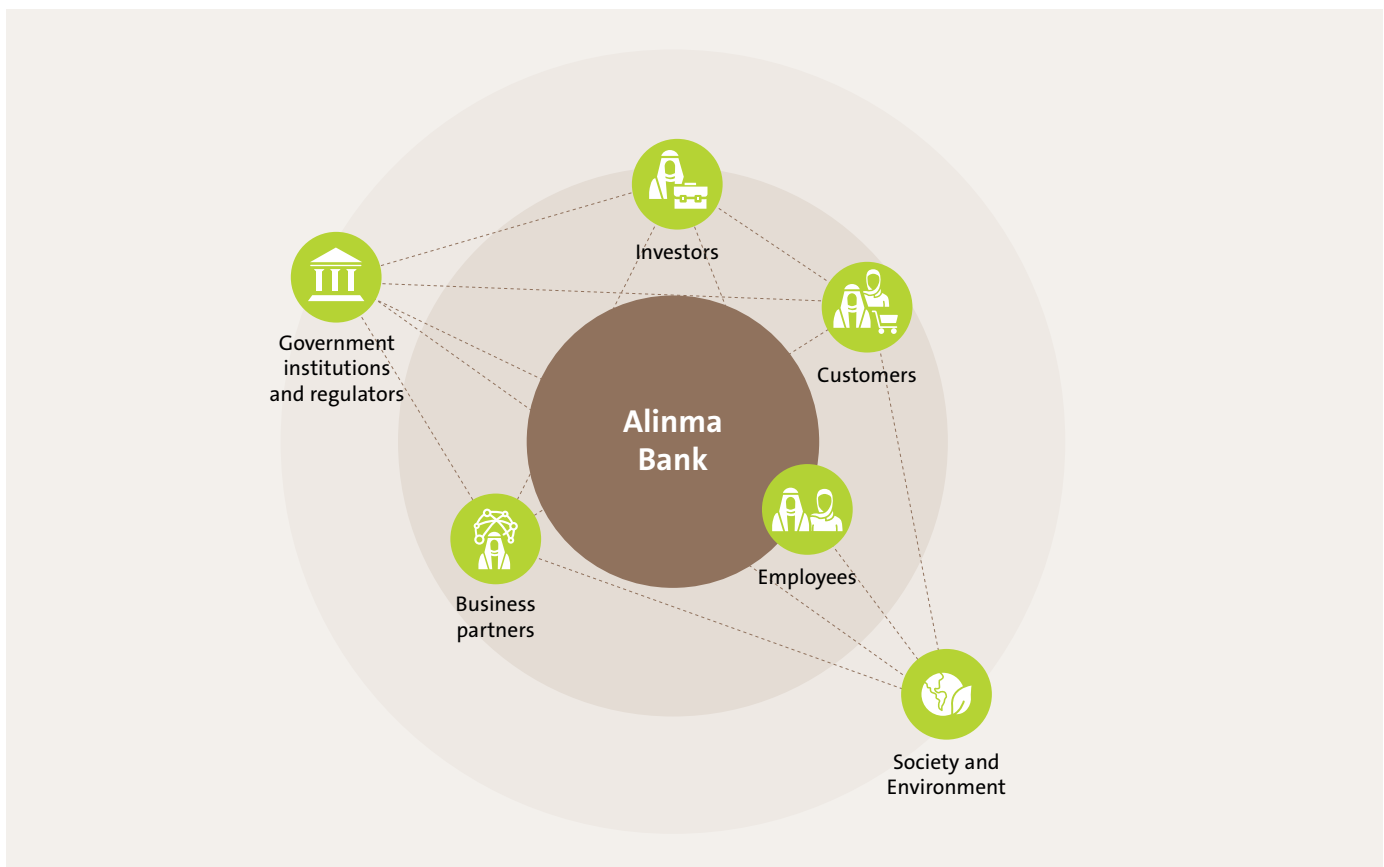 Investors
Government
institutions
and regulators
Customers
Alinma
Bank
Employees
Business
partners
Society and
Environment